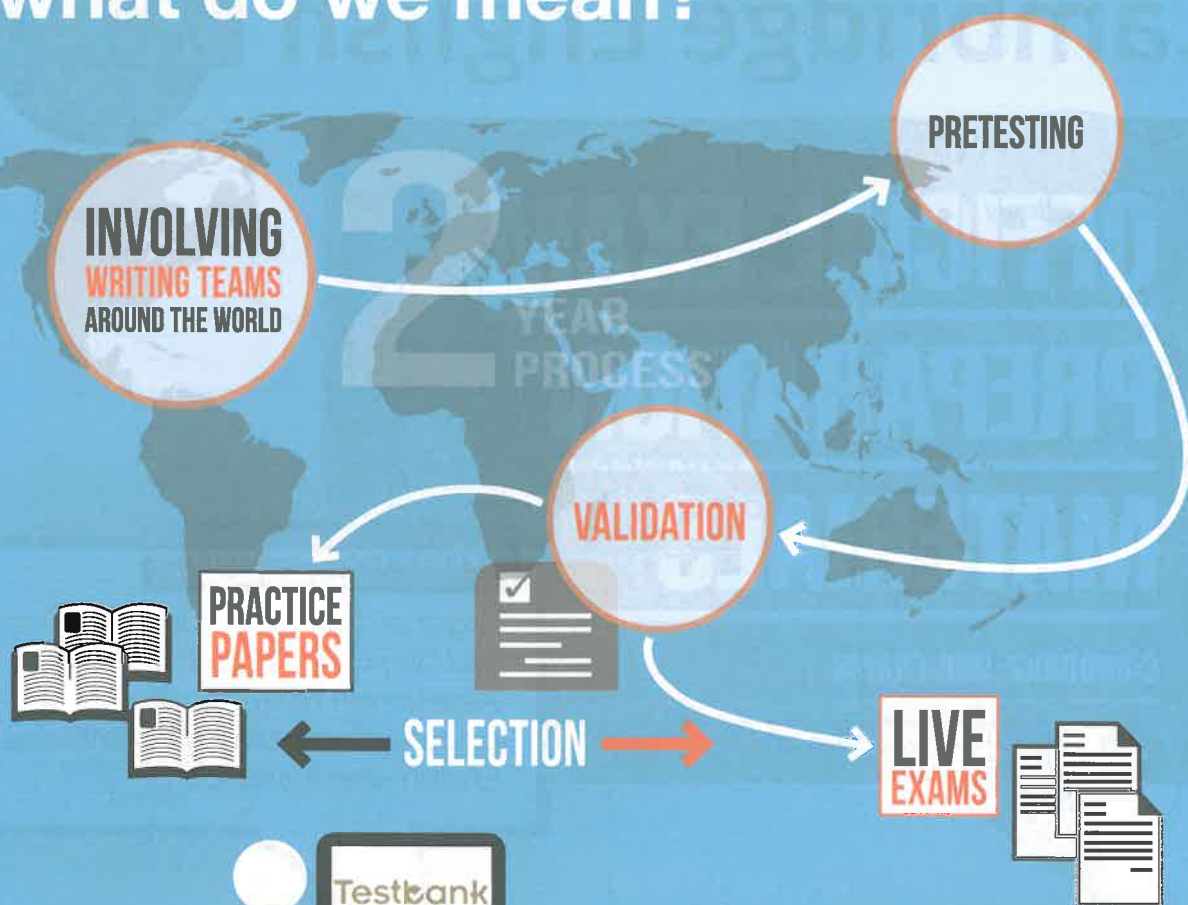 what do we mean?
PRETESTING
INVOLVING
WRITING TEAMS
AROUND THE WORLD
2
YEAR
PROCESS
VALIDATION
PRACTICE
PAPERS
SELECTION
LIVE
EXAMS
Testbank